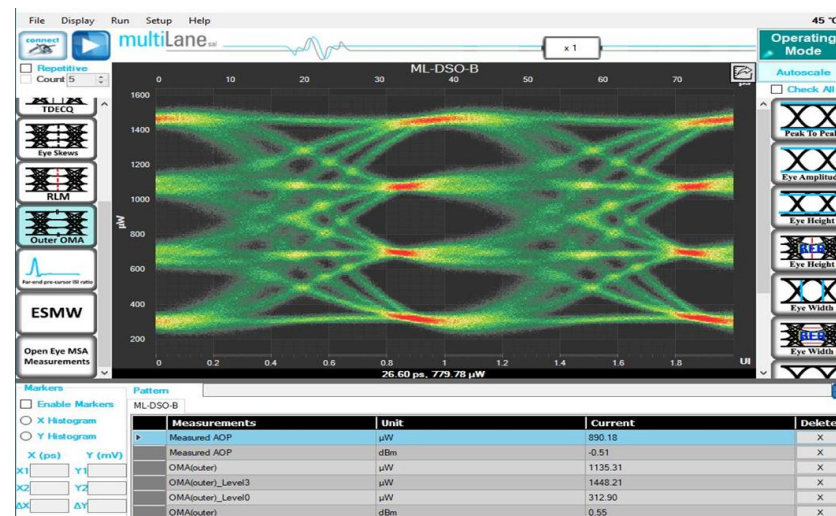 File Display Run Setup Help
45 °C
connect
multiLane
x 1
Operating
Mode
Repetitive
Count 5
ML-DSO-B
Autoscale
Check All
0 10 20 30 40 50 60 70
TDECQ
Eye Skews
RLM
Outer OMA
Far-end pre-cursor ISI ratio
ESMW
Open Eye MSA
Measurements
1600
1400
1200
1000
800
600
400
200
µW
0 0.2 0.4 0.6 0.8 1 1.2 1.4 1.6 1.8 UI
26.60 ps, 779.78 µW
Peak To Peak
Eye Amplitud
Eye Height
BER
Eye Height
Eye Width
BER
Eye Width
Markers
Enable Markers
X Histogram
Y Histogram
X (ps) Y (mV)
X1 Y1
X2 Y2
ΔX ΔY
Pattern
ML-DSO-B
Measurements Unit Current Delete
Measured AOP µW 890.18 X
Measured AOP dBm -0.51 X
OMA(outer) µW 1135.31 X
OMA(outer)_Level3 µW 1448.21 X
OMA(outer)_Level0 µW 312.90 X
OMA(outer) dBm 0.55 X